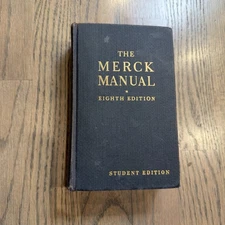 THE
MERCK
MANUAL
EIGHTH EDITION
STUDENT EDITION